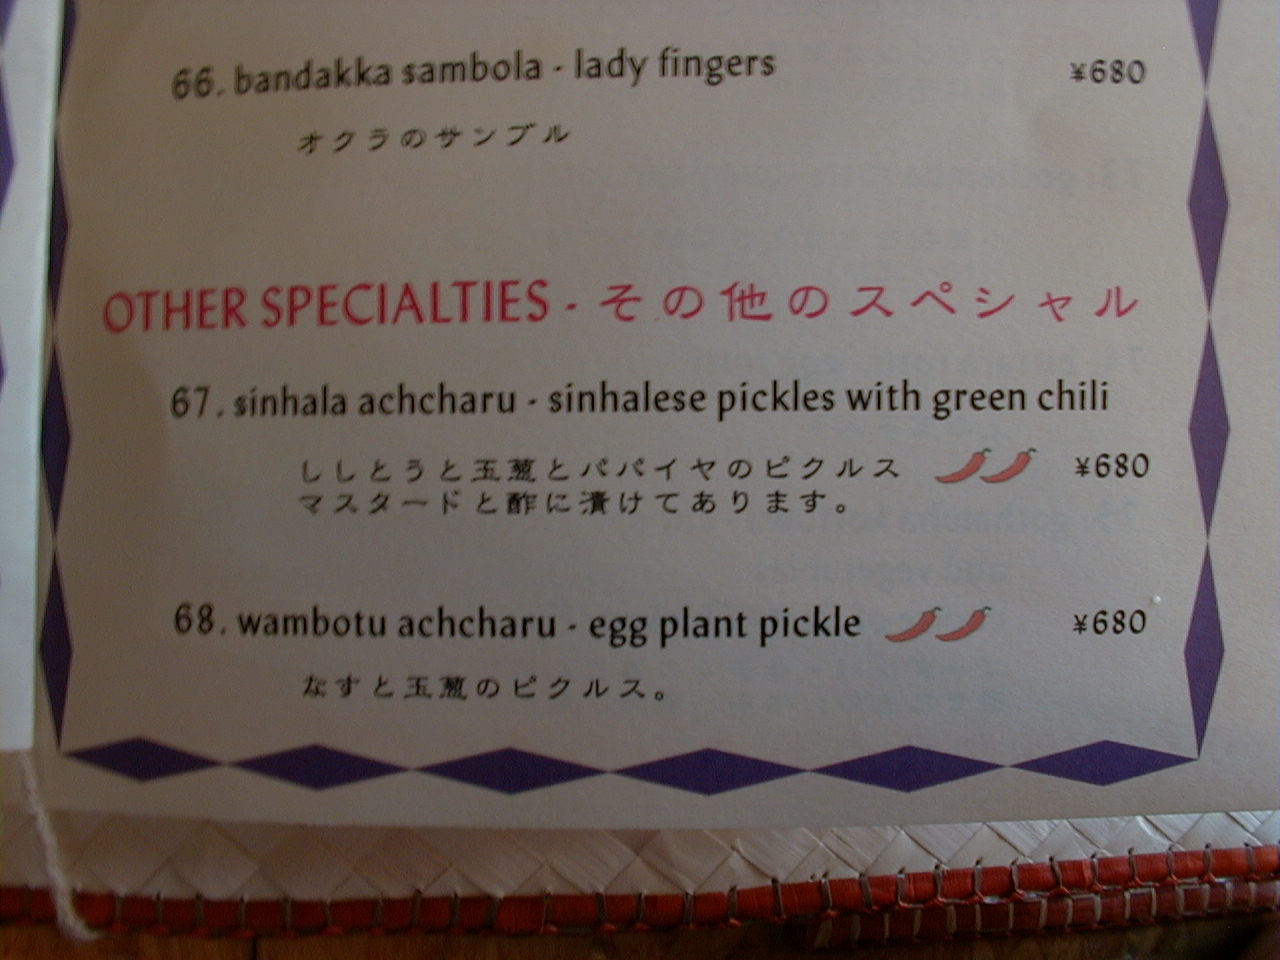 66. bandakka sambola - lady fingers ¥680
オクラのサンブル
OTHER SPECIALTIES - その他のスペシャル
67. sinhala achcharu - sinhalese pickles with green chili
ししとうと玉葱とパパイヤのピクルス ¥680
マスタードと酢に漬けてあります。
68. wambotu achcharu - egg plant pickle ¥680
なすと玉葱のピクルス。